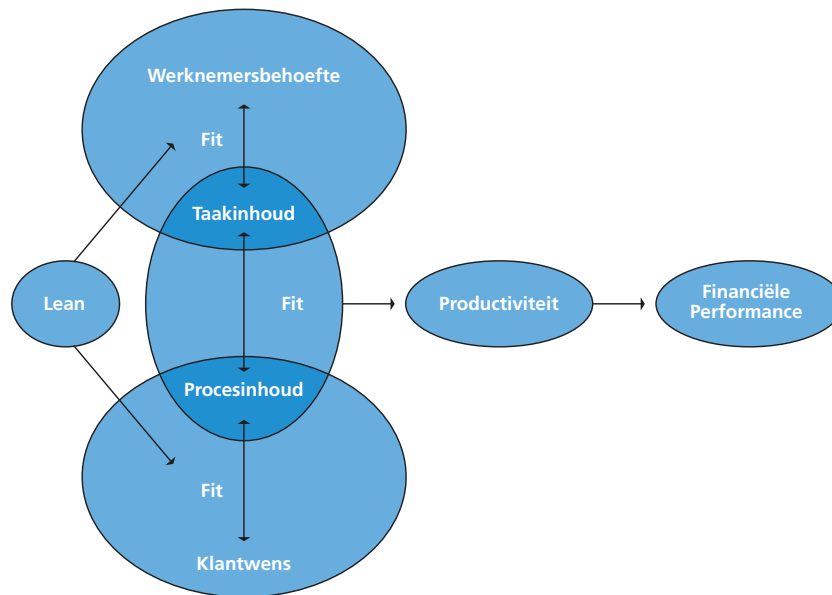 Werknemersbehoefte
Fit
Taakinhoud
Lean
Fit
Productiviteit
Financiële
Performance
Procesinhoud
Fit
Klantwens